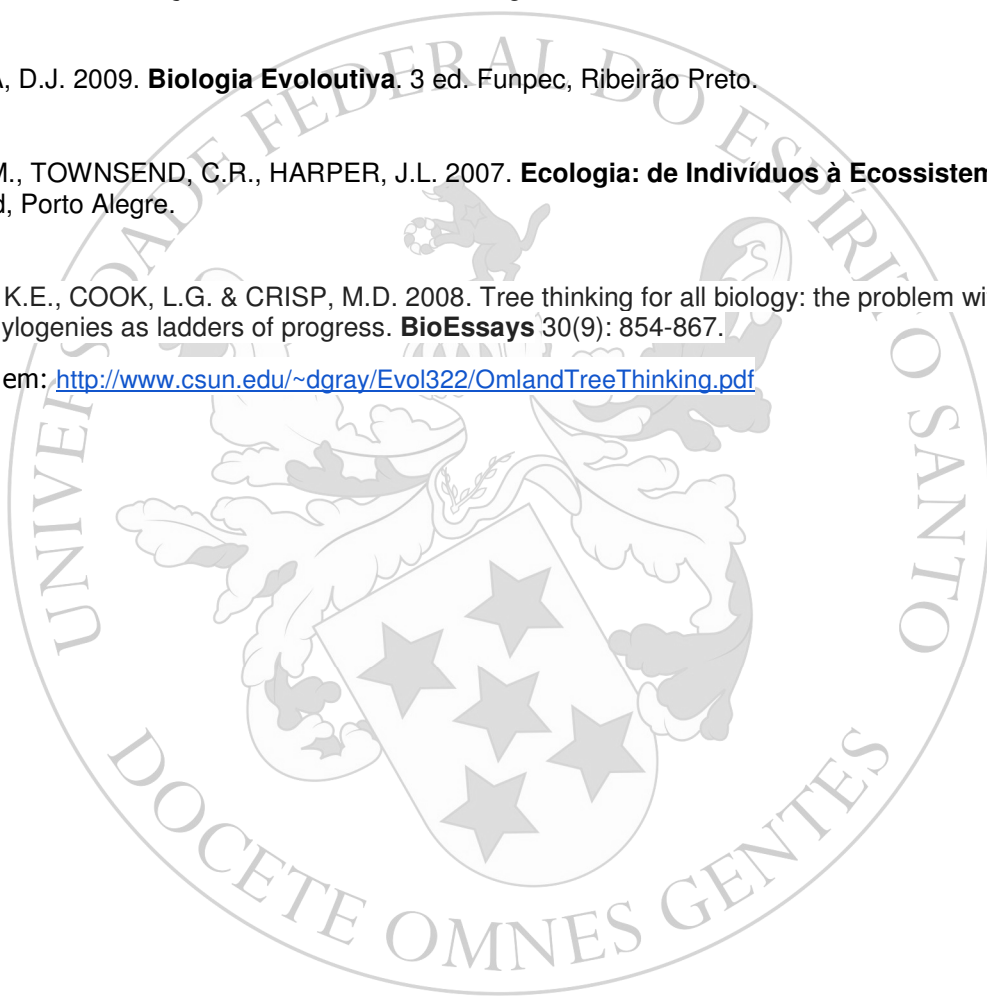 , D.J. 2009. Biologia Evoloutiva. 3 ed. Funpec, Ribeirão Preto.
M., TOWNSEND, C.R., HARPER, J.L. 2007. Ecologia: de Indivíduos à Ecossistem
d, Porto Alegre.
K.E., COOK, L.G. & CRISP, M.D. 2008. Tree thinking for all biology: the problem wi
ylogenies as ladders of progress. BioEssays 30(9): 854-867.
em: http://www.csun.edu/~dgray/Evol322/OmlandTreeThinking.pdf
UNIVERSIDADE FEDERAL DO ESPÍRITO SANTO
DOCETE OMNES GENTES